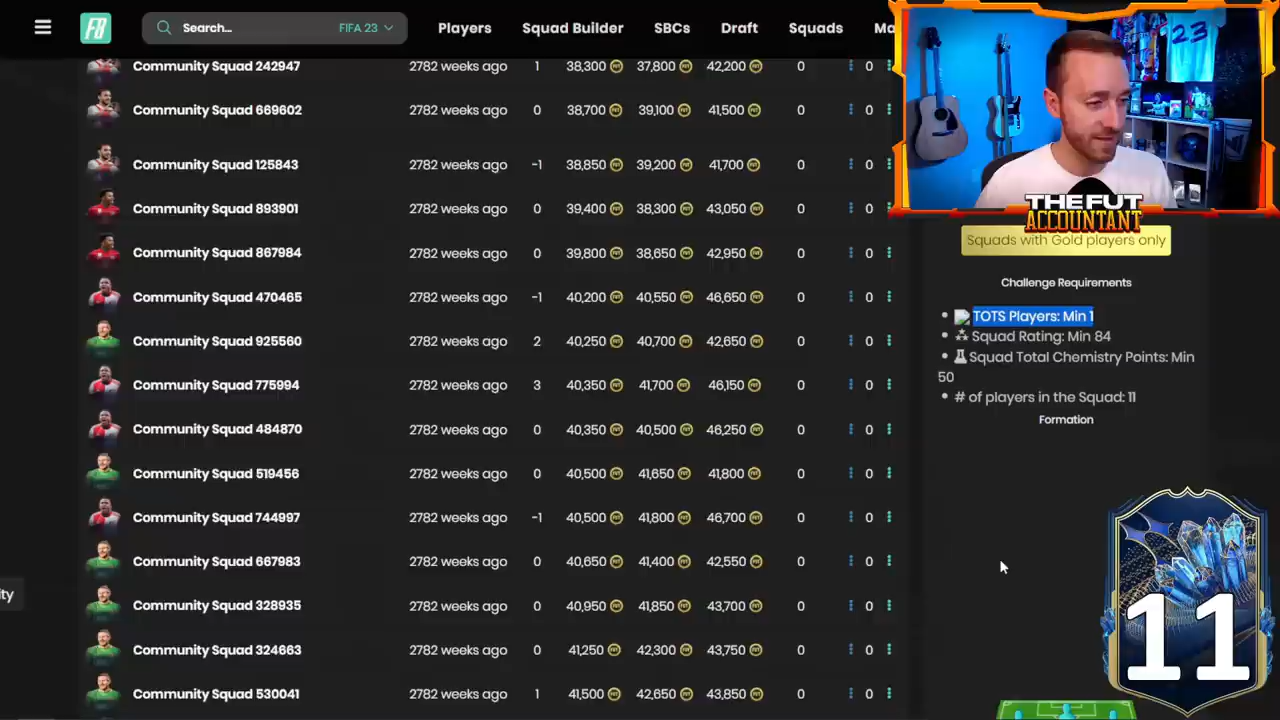 FB Search... FIFA 23 Players Squad Builder SBCs Draft Squads Ma
Community Squad 242947 2782 weeks ago 1 38,300 37,800 42,200 0 0
Community Squad 669602 2782 weeks ago 0 38,700 39,100 41,500 0 0
Community Squad 125843 2782 weeks ago -1 38,850 39,200 41,700 0 0
Community Squad 893901 2782 weeks ago 0 39,400 38,300 43,050 0 0
Community Squad 867984 2782 weeks ago 0 39,800 38,650 42,950 0 0
Community Squad 470465 2782 weeks ago -1 40,200 40,550 46,650 0 0
Community Squad 925560 2782 weeks ago 2 40,250 40,700 42,650 0 0
Community Squad 775994 2782 weeks ago 3 40,350 41,700 46,150 0 0
Community Squad 484870 2782 weeks ago 0 40,350 40,500 46,250 0 0
Community Squad 519456 2782 weeks ago 0 40,500 41,650 41,800 0 0
Community Squad 744997 2782 weeks ago -1 40,500 41,800 46,700 0 0
Community Squad 667983 2782 weeks ago 0 40,650 41,400 42,550 0 0
ity
Community Squad 328935 2782 weeks ago 0 40,950 41,850 43,700 0 0
Community Squad 324663 2782 weeks ago 0 41,250 42,300 43,750 0 0
Community Squad 530041 2782 weeks ago 1 41,500 42,650 43,850 0 0
23
THE FUT
ACCOUNTANT
Squads with Gold players only
Challenge Requirements
TOTS Players: Min 1
Squad Rating: Min 84
Squad Total Chemistry Points: Min
50
# of players in the Squad: 11
Formation
11